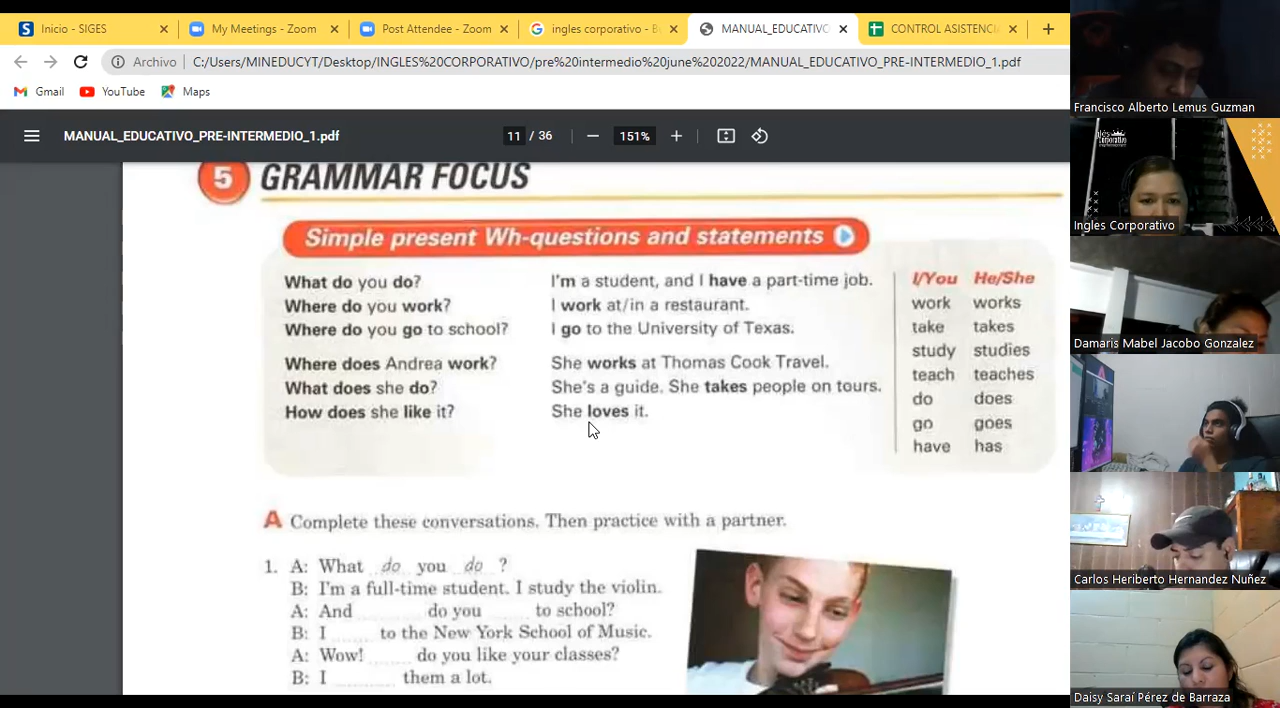 Inicio - SIGES
My Meetings - Zoom
Post Attendee - Zoom
ingles corporativo - B
MANUAL_EDUCATIVO
CONTROL ASISTENCI
Archivo
C:/Users/MINEDUCYT/Desktop/INGLES%20CORPORATIVO/pre%20intermedio%20june%202022/MANUAL_EDUCATIVO_PRE-INTERMEDIO_1.pdf
Gmail YouTube Maps
MANUAL_EDUCATIVO_PRE-INTERMEDIO_1.pdf
11 / 36
151%
5 GRAMMAR FOCUS
Simple present Wh-questions and statements
What do you do? I'm a student, and I have a part-time job.
Where do you work? I work at/in a restaurant.
Where do you go to school? I go to the University of Texas.
Where does Andrea work? She works at Thomas Cook Travel.
What does she do? She's a guide. She takes people on tours.
How does she like it? She loves it.
I/You He/She
work works
take takes
study studies
teach teaches
do does
go goes
have has
A Complete these conversations. Then practice with a partner.
1. A: What do you do ?
B: I'm a full-time student. I study the violin.
A: And ........ do you ........ to school?
B: I ........ to the New York School of Music.
A: Wow! ........ do you like your classes?
B: I ........ them a lot.
Francisco Alberto Lemus Guzman
Inglés Corporativo
Ingles Corporativo
Damaris Mabel Jacobo Gonzalez
Carlos Heriberto Hernandez Nuñez
Daisy Saraí Pérez de Barraza